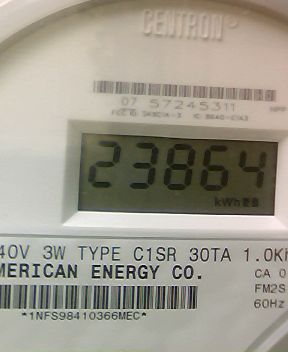 CENTRON
07 57245311
23864
kWh
40V 3W TYPE C1SR 30TA 1.0Kh
MERICAN ENERGY CO.
CA 0
FM2S
60Hz
*1NFS98410366MEC*